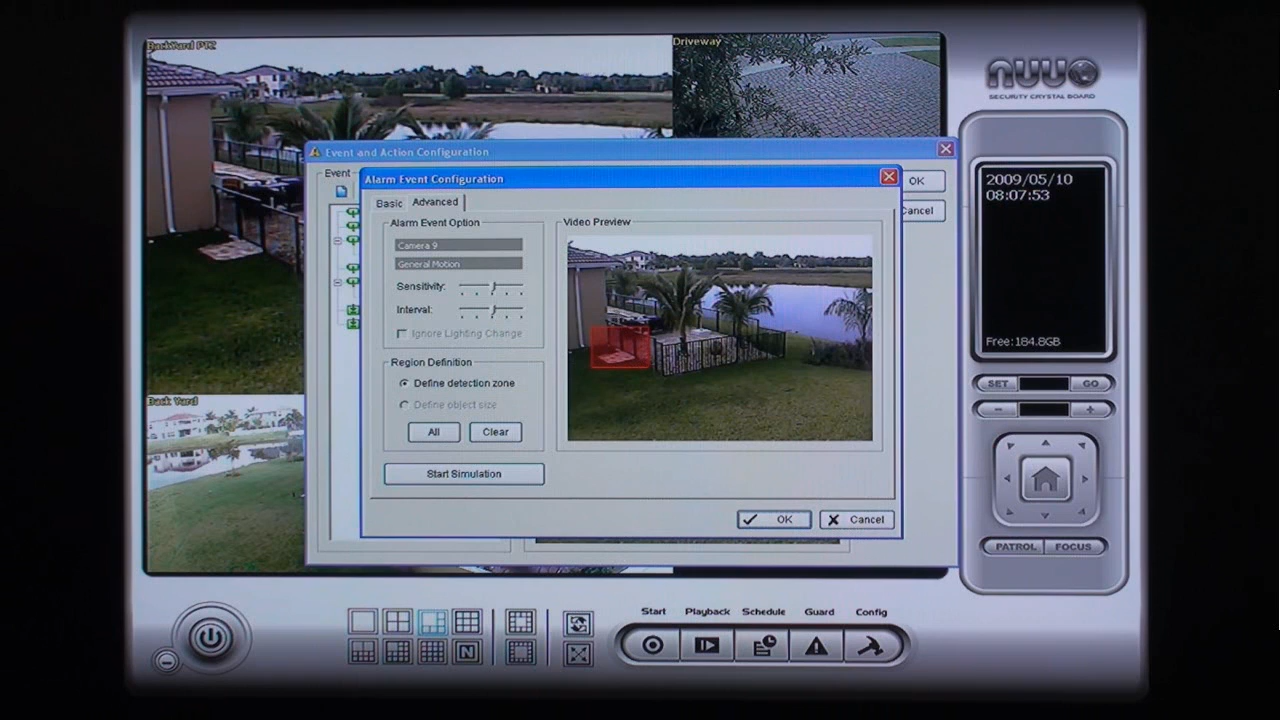 BackYard PTZ
Driveway
nuuo
SECURITY CRYSTAL BOARD
Event and Action Configuration
Event
OK
Cancel
Alarm Event Configuration
Basic
Advanced
Alarm Event Option
Camera 9
General Motion
Sensitivity:
Interval:
Ignore Lighting Change
Region Definition
Define detection zone
Define object size
All
Clear
Start Simulation
Video Preview
OK
Cancel
2009/05/10
08:07:53
Free:184.8GB
SET
GO
-
+
PATROL
FOCUS
Back Yard
Start
Playback
Schedule
Guard
Config
N